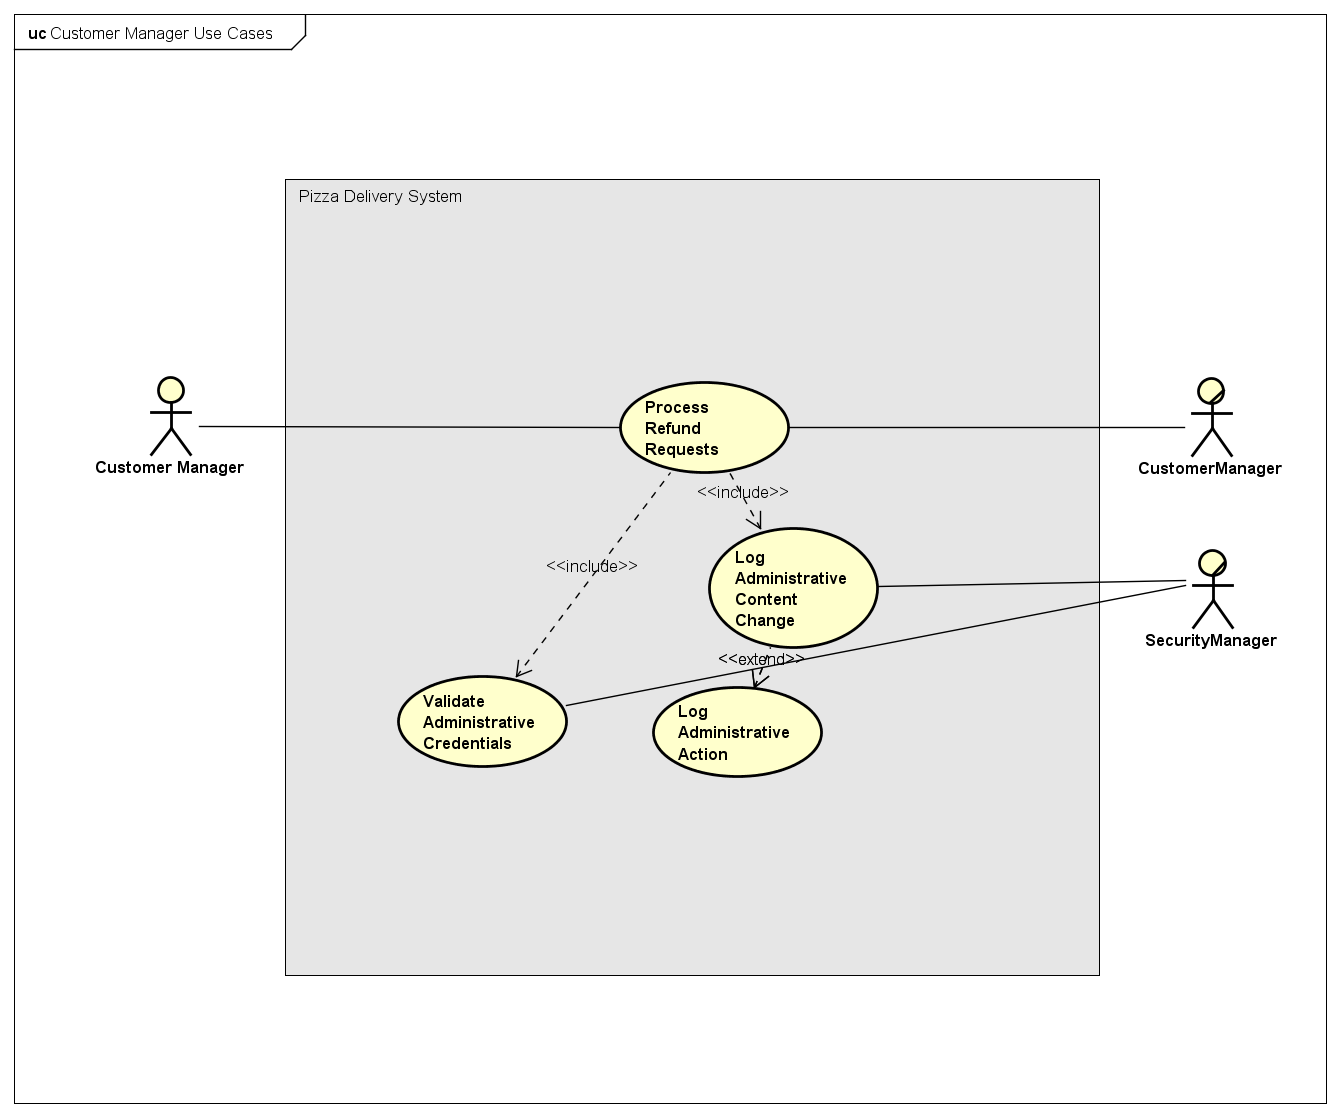 uc Customer Manager Use Cases
Pizza Delivery System
Process
Refund
Requests
Customer Manager
CustomerManager
<<include>>
<<include>>
Log
Administrative
Content
Change
SecurityManager
<<extend>>
Validate
Administrative
Credentials
Log
Administrative
Action